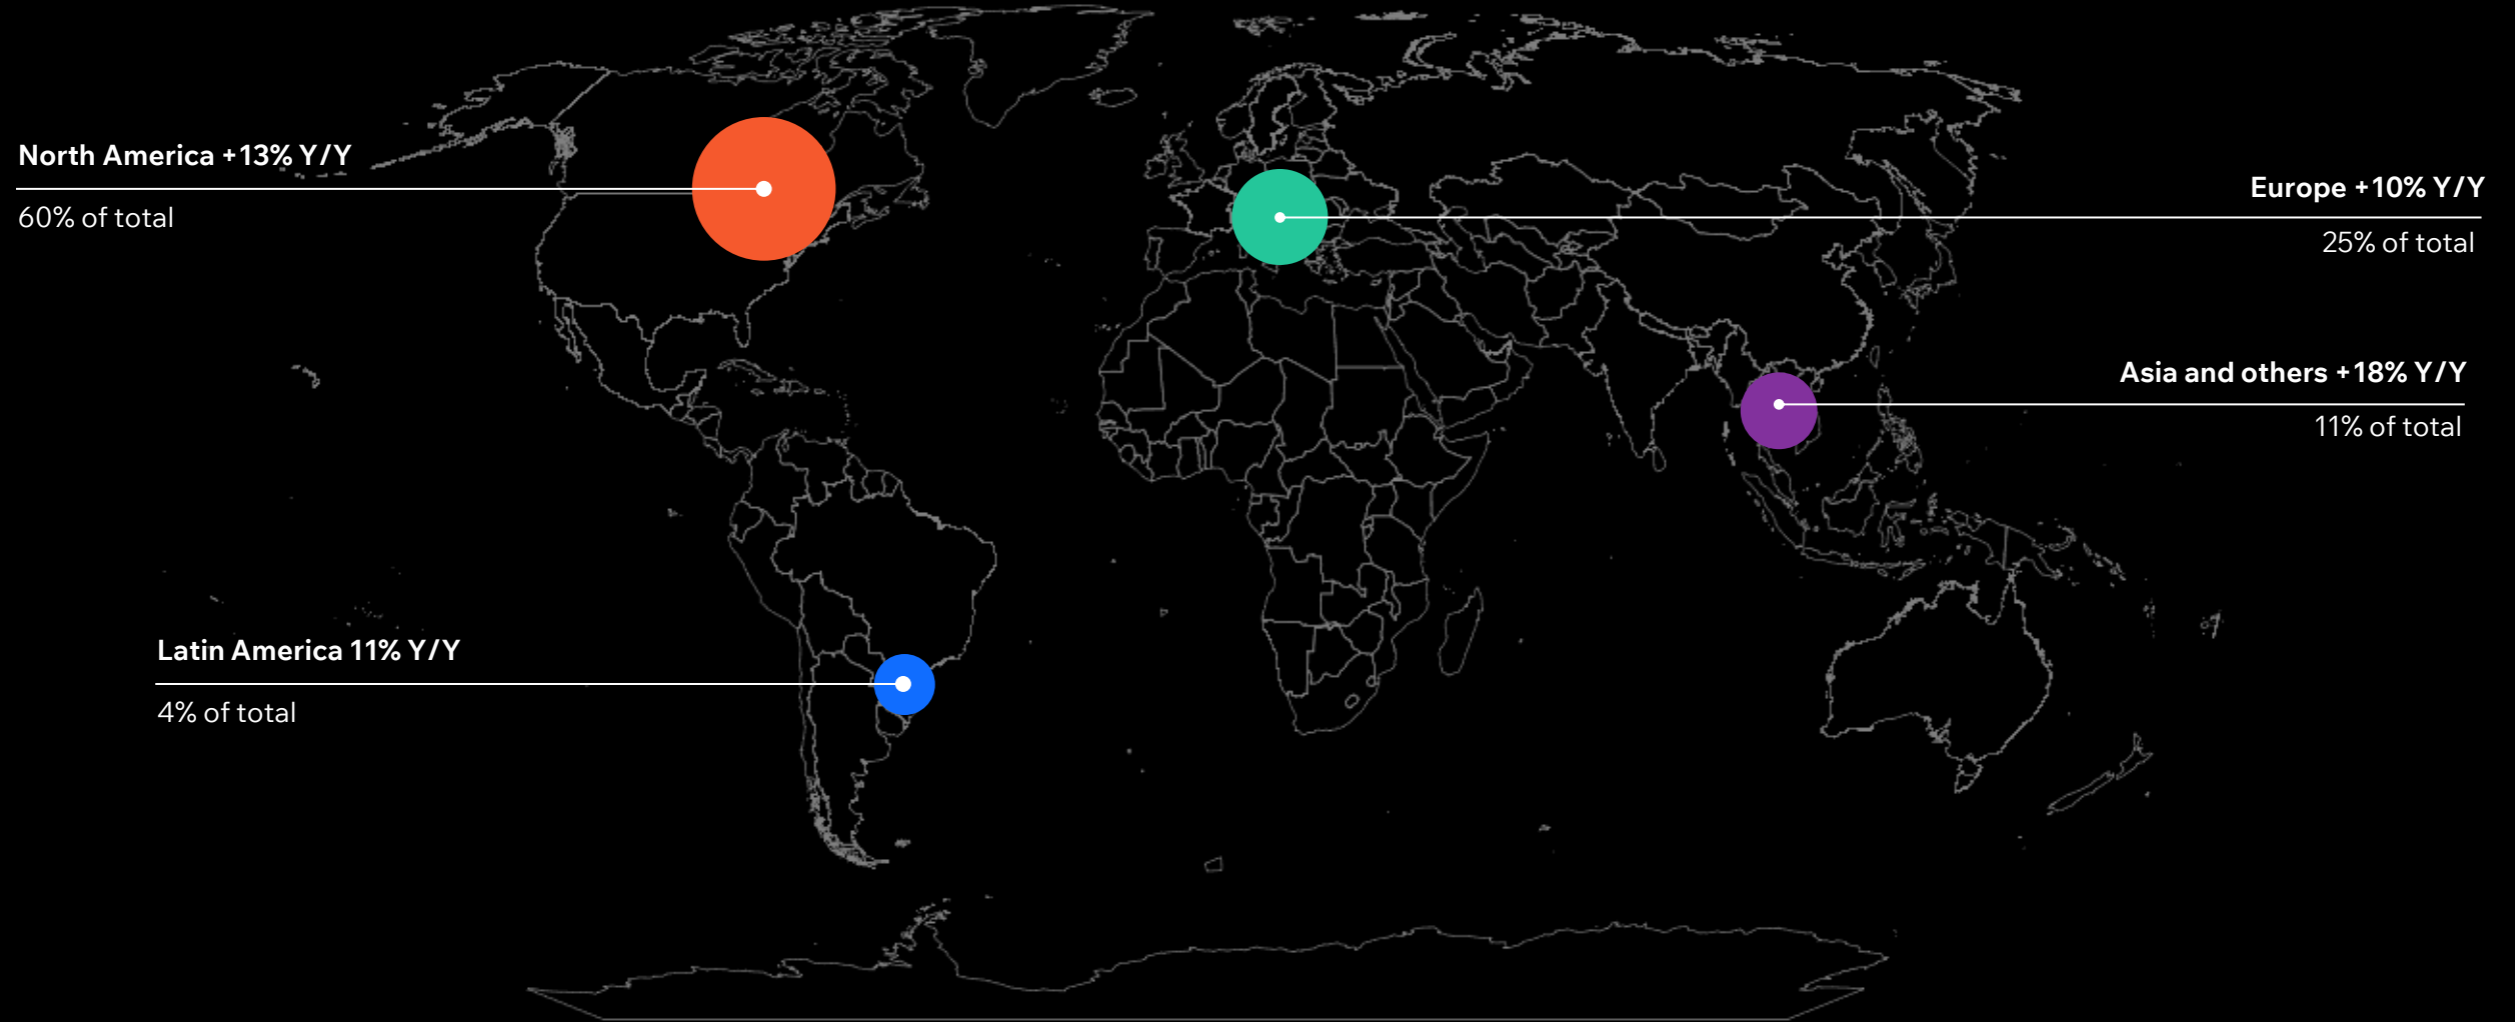 North America +13% Y/Y
60% of total
Europe +10% Y/Y
25% of total
Asia and others +18% Y/Y
11% of total
Latin America 11% Y/Y
4% of total